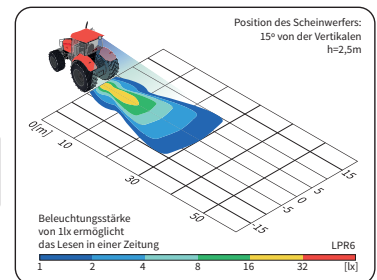 Position des Scheinwerfers:
15º von der Vertikalen
h=2,5m
0[m]
10
30
50
-15
-5
0
5
15
Beleuchtungsstärke
von 1lx ermöglicht
das Lesen in einer Zeitung
LPR6
1 2 4 8 16 32 [lx]